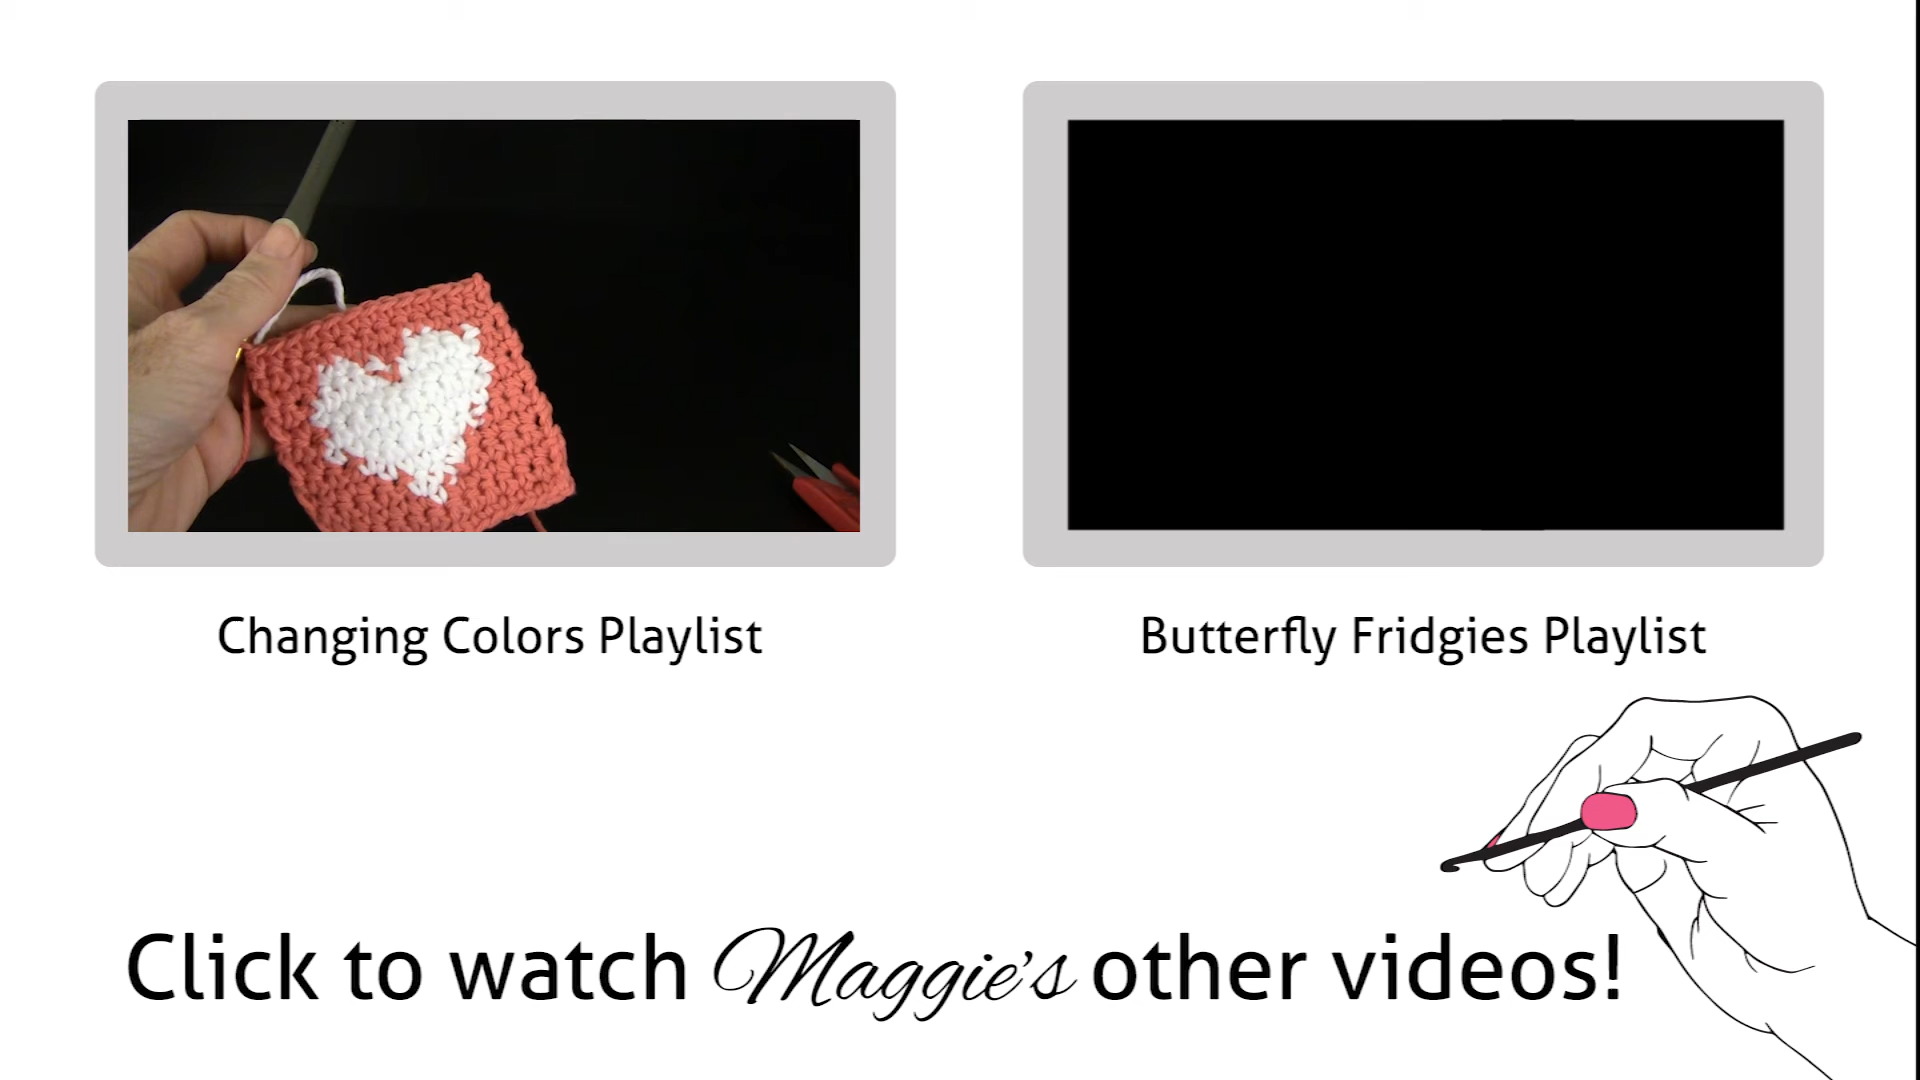 Changing Colors Playlist
Butterfly Fridgies Playlist
Click to watch Maggie's other videos!